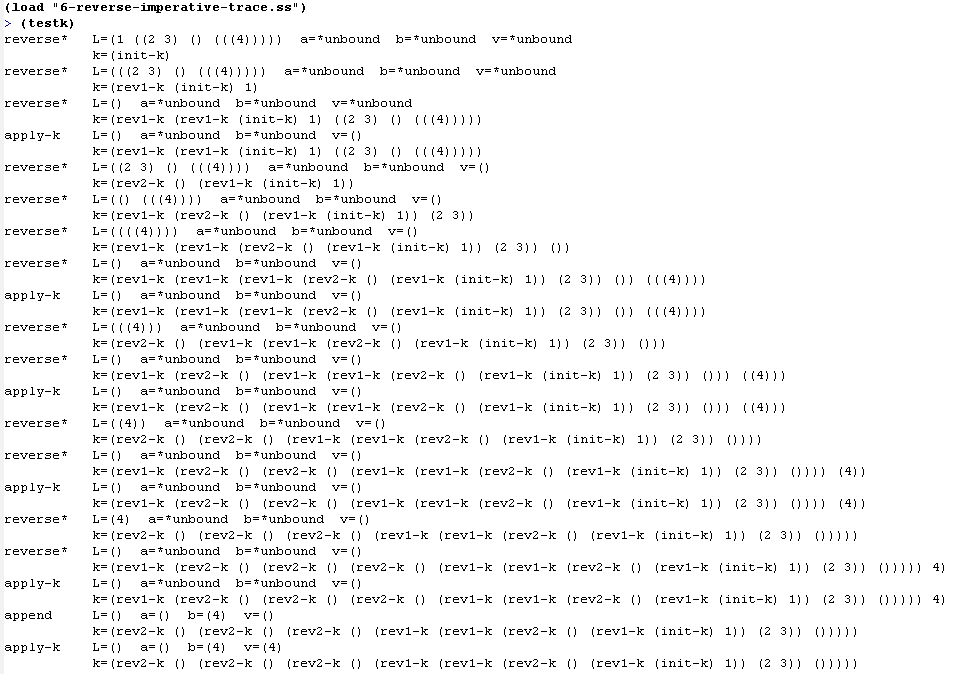 (load "6-reverse-imperative-trace.ss")
> (testk)
reverse* L=(1 ((2 3) () (((4))))) a=*unbound b=*unbound v=*unbound
k=(init-k)
reverse* L=(((2 3) () (((4))))) a=*unbound b=*unbound v=*unbound
k=(rev1-k (init-k) 1)
reverse* L=() a=*unbound b=*unbound v=*unbound
k=(rev1-k (rev1-k (init-k) 1) ((2 3) () (((4)))))
apply-k L=() a=*unbound b=*unbound v=()
k=(rev1-k (rev1-k (init-k) 1) ((2 3) () (((4)))))
reverse* L=((2 3) () (((4)))) a=*unbound b=*unbound v=()
k=(rev2-k () (rev1-k (init-k) 1))
reverse* L=(() (((4)))) a=*unbound b=*unbound v=()
k=(rev1-k (rev2-k () (rev1-k (init-k) 1)) (2 3))
reverse* L=((((4)))) a=*unbound b=*unbound v=()
k=(rev1-k (rev1-k (rev2-k () (rev1-k (init-k) 1)) (2 3)) ())
reverse* L=() a=*unbound b=*unbound v=()
k=(rev1-k (rev1-k (rev1-k (rev2-k () (rev1-k (init-k) 1)) (2 3)) ()) (((4))))
apply-k L=() a=*unbound b=*unbound v=()
k=(rev1-k (rev1-k (rev1-k (rev2-k () (rev1-k (init-k) 1)) (2 3)) ()) (((4))))
reverse* L=(((4))) a=*unbound b=*unbound v=()
k=(rev2-k () (rev1-k (rev1-k (rev2-k () (rev1-k (init-k) 1)) (2 3)) ()))
reverse* L=() a=*unbound b=*unbound v=()
k=(rev1-k (rev2-k () (rev1-k (rev1-k (rev2-k () (rev1-k (init-k) 1)) (2 3)) ())) ((4)))
apply-k L=() a=*unbound b=*unbound v=()
k=(rev1-k (rev2-k () (rev1-k (rev1-k (rev2-k () (rev1-k (init-k) 1)) (2 3)) ())) ((4)))
reverse* L=((4)) a=*unbound b=*unbound v=()
k=(rev2-k () (rev2-k () (rev1-k (rev1-k (rev2-k () (rev1-k (init-k) 1)) (2 3)) ())))
reverse* L=() a=*unbound b=*unbound v=()
k=(rev1-k (rev2-k () (rev2-k () (rev1-k (rev1-k (rev2-k () (rev1-k (init-k) 1)) (2 3)) ()))) (4))
apply-k L=() a=*unbound b=*unbound v=()
k=(rev1-k (rev2-k () (rev2-k () (rev1-k (rev1-k (rev2-k () (rev1-k (init-k) 1)) (2 3)) ()))) (4))
reverse* L=(4) a=*unbound b=*unbound v=()
k=(rev2-k () (rev2-k () (rev2-k () (rev1-k (rev1-k (rev2-k () (rev1-k (init-k) 1)) (2 3)) ()))))
reverse* L=() a=*unbound b=*unbound v=()
k=(rev1-k (rev2-k () (rev2-k () (rev2-k () (rev1-k (rev1-k (rev2-k () (rev1-k (init-k) 1)) (2 3)) ())))) 4)
apply-k L=() a=*unbound b=*unbound v=()
k=(rev1-k (rev2-k () (rev2-k () (rev2-k () (rev1-k (rev1-k (rev2-k () (rev1-k (init-k) 1)) (2 3)) ())))) 4)
append L=() a=() b=(4) v=()
k=(rev2-k () (rev2-k () (rev2-k () (rev1-k (rev1-k (rev2-k () (rev1-k (init-k) 1)) (2 3)) ()))))
apply-k L=() a=() b=(4) v=(4)
k=(rev2-k () (rev2-k () (rev2-k () (rev1-k (rev1-k (rev2-k () (rev1-k (init-k) 1)) (2 3)) ()))))